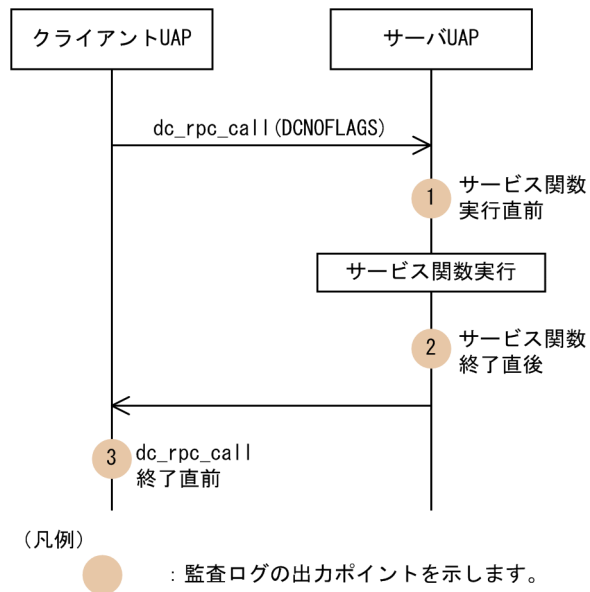 クライアントUAP
サーバUAP
dc_rpc_call(DCNOFLAGS)
1
サービス関数
実行直前
サービス関数実行
2
サービス関数
終了直後
3
dc_rpc_call
終了直前
（凡例）
：監査ログの出力ポイントを示します。